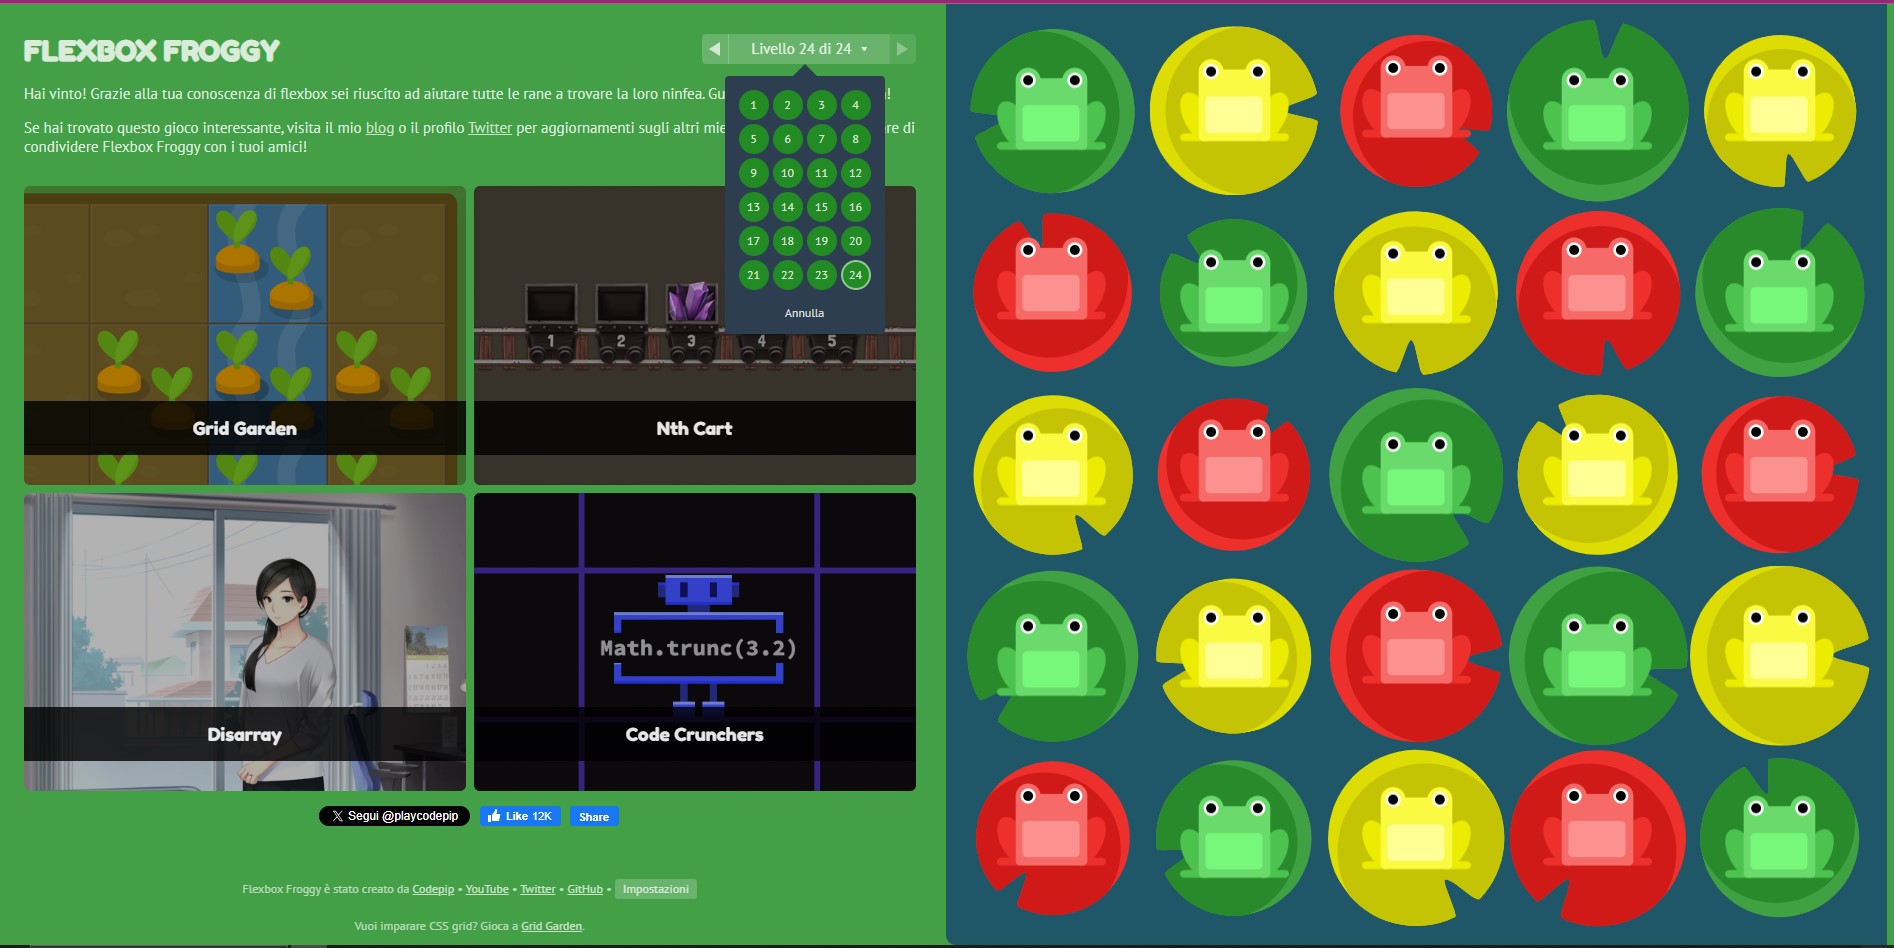 FLEXBOX FROGGY
Livello 24 di 24
Hai vinto! Grazie alla tua conoscenza di flexbox sei riuscito ad aiutare tutte le rane a trovare la loro ninfea. !
Se hai trovato questo gioco interessante, visita il mio blog o il profilo Twitter per aggiornamenti sugli altri di
condividere Flexbox Froggy con i tuoi amici!
1 2 3 4
5 6 7 8
9 10 11 12
13 14 15 16
17 18 19 20
21 22 23 24
Annulla
1 2 3 4 5
Grid Garden
Nth Cart
Math.trunc(3.2)
Disarray
Code Crunchers
Segui @playcodepip
Like 12K
Share
Flexbox Froggy è stato creato da Codepip • YouTube • Twitter • GitHub • Impostazioni
Vuoi imparare CSS grid? Gioca a Grid Garden.